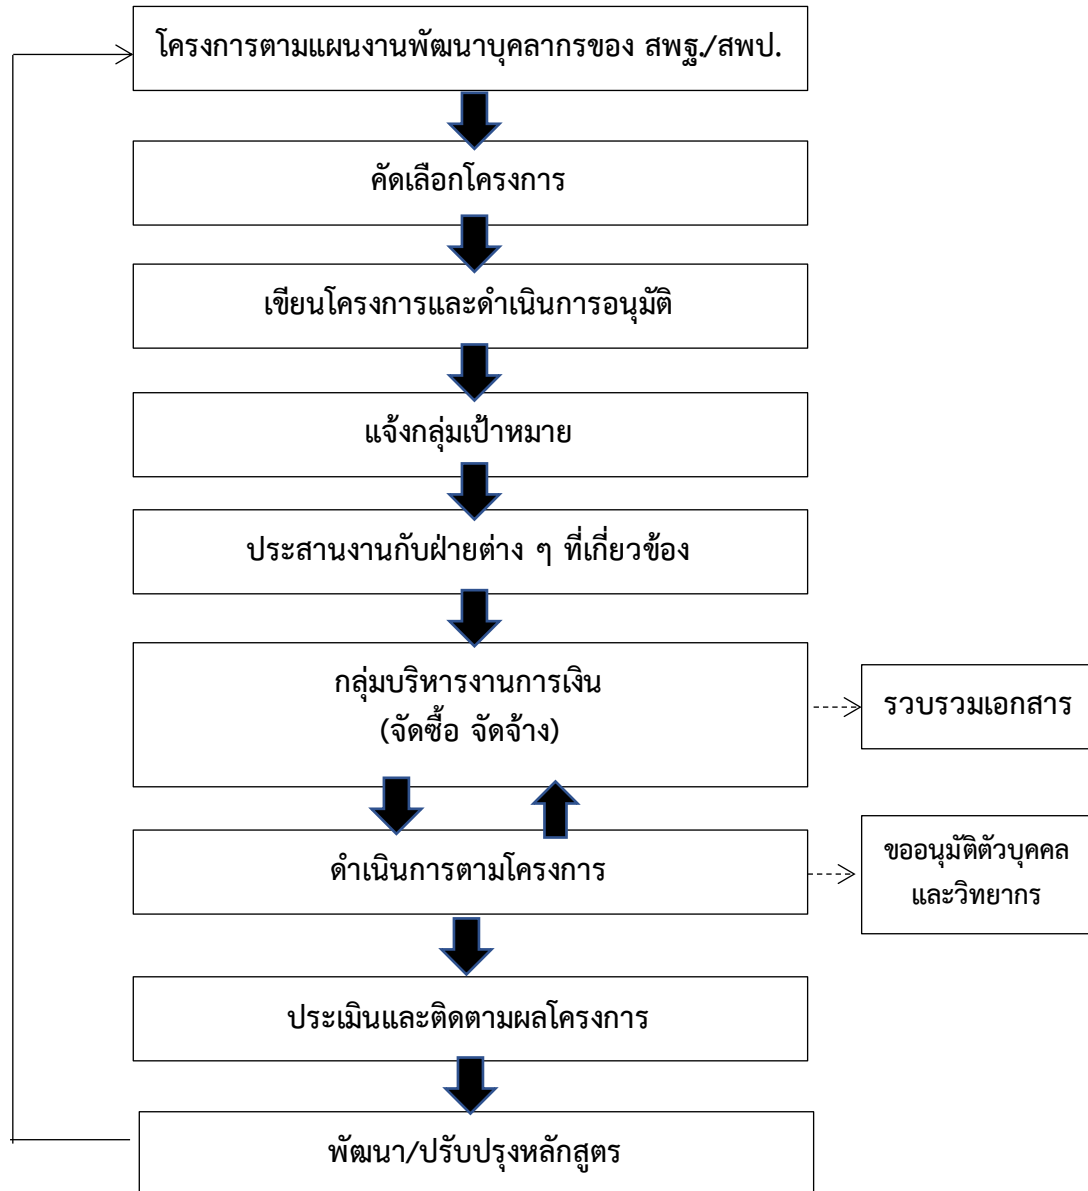 โครงการตามแผนงานพัฒนาบุคลากรของ สพฐ./สพป.
คัดเลือกโครงการ
เขียนโครงการและดำเนินการอนุมัติ
แจ้งกลุ่มเป้าหมาย
ประสานงานกับฝ่ายต่าง ๆ ที่เกี่ยวข้อง
กลุ่มบริหารงานการเงิน
(จัดซื้อ จัดจ้าง)
รวบรวมเอกสาร
ดำเนินการตามโครงการ
ขออนุมัติตัวบุคคล
และวิทยากร
ประเมินและติดตามผลโครงการ
พัฒนา/ปรับปรุงหลักสูตร